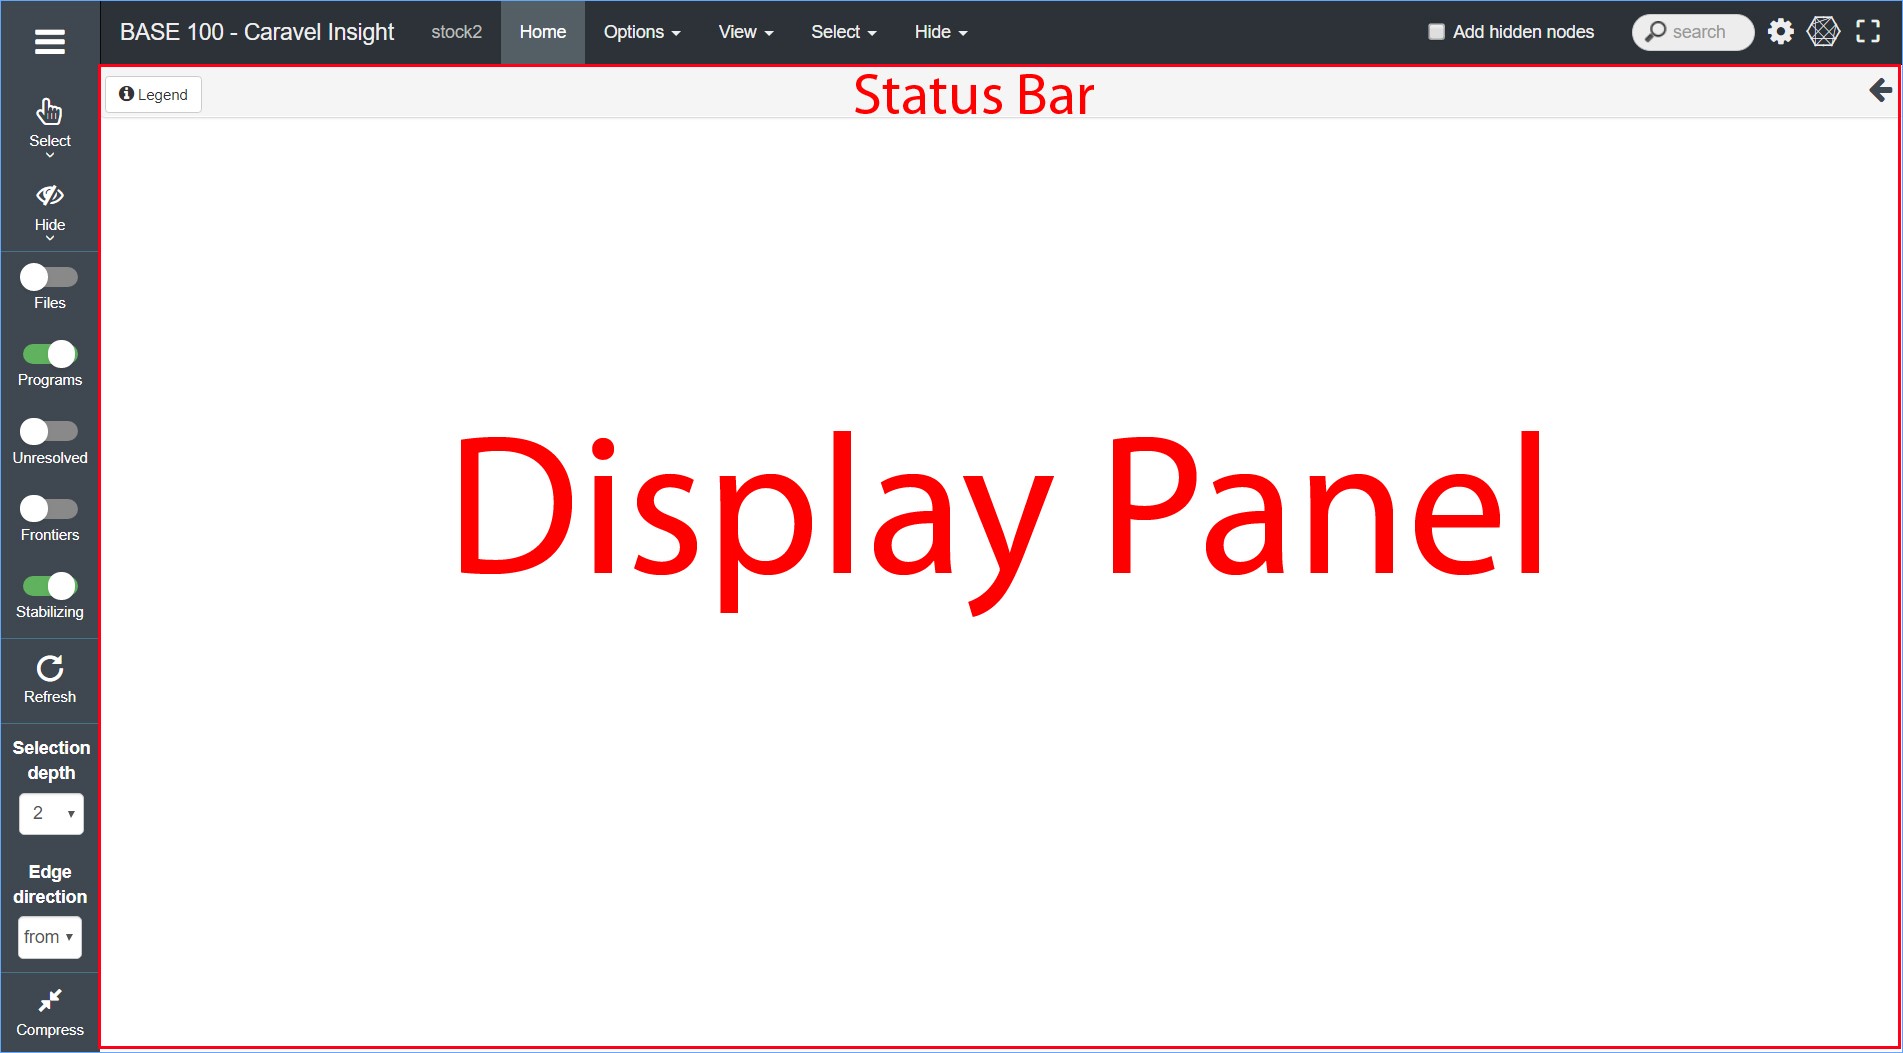 BASE 100 - Caravel Insight stock2 Home Options View Select Hide Add hidden nodes search
Legend
Status Bar
Select
Hide
Files
Programs
Unresolved
Frontiers
Stabilizing
Refresh
Selection
depth
2
Edge
direction
from
Compress
Display Panel